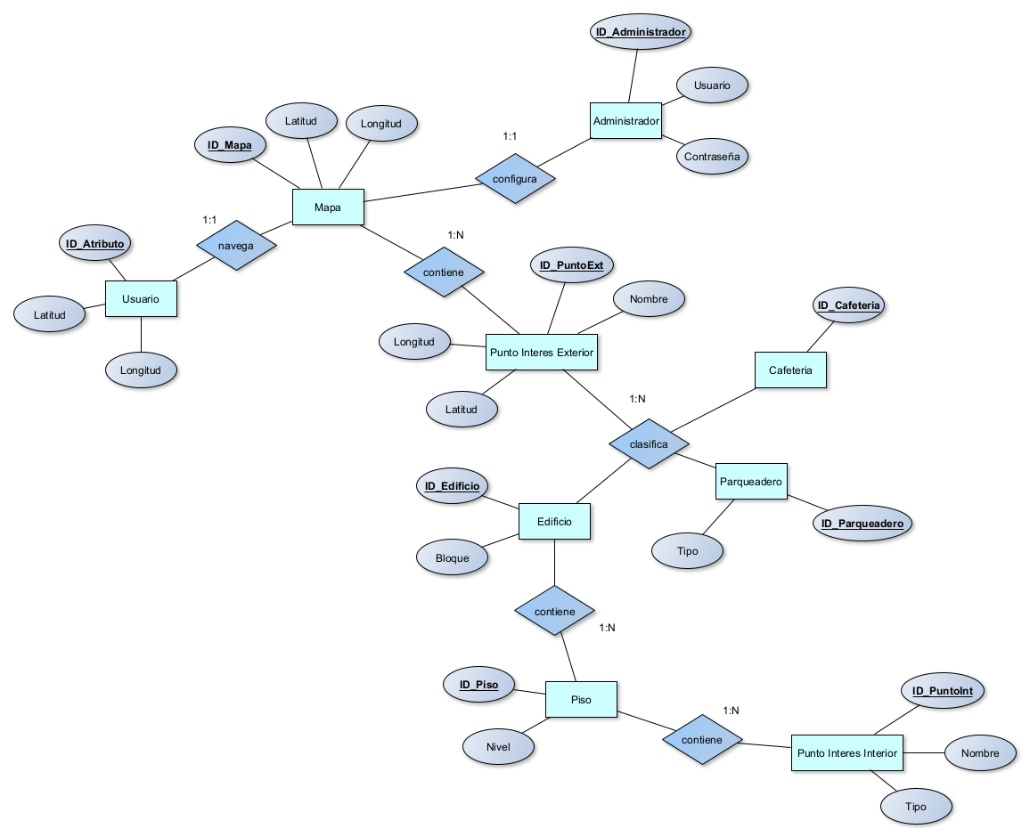 ID_Administrador
Usuario
Administrador
Contraseña
1:1
configura
Latitud
Longitud
ID_Mapa
Mapa
1:1
navega
ID_Atributo
Usuario
Latitud
Longitud
1:N
contiene
ID_PuntoExt
Nombre
Longitud
Punto Interes Exterior
Latitud
ID_Cafeteria
Cafeteria
1:N
clasifica
Parqueadero
ID_Parqueadero
Tipo
ID_Edificio
Edificio
Bloque
contiene
1:N
ID_Piso
Piso
Nivel
1:N
contiene
ID_PuntoInt
Punto Interes Interior
Nombre
Tipo